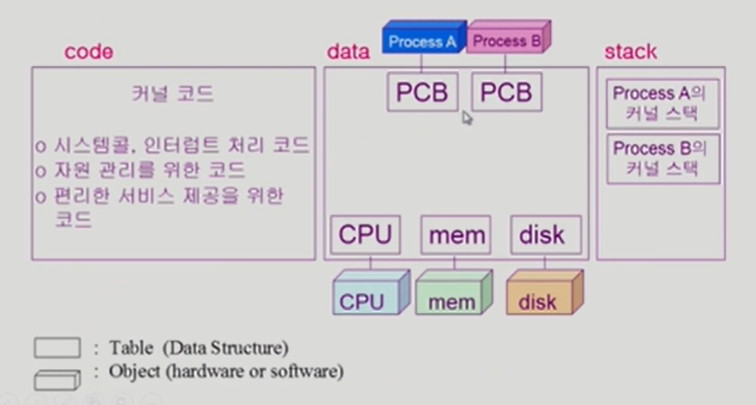 code
커널 코드
o 시스템콜, 인터럽트 처리 코드
o 자원 관리를 위한 코드
o 편리한 서비스 제공을 위한
코드
data
Process A
Process B
PCB
PCB
CPU
mem
disk
CPU
mem
disk
stack
Process A의
커널 스택
Process B의
커널 스택
: Table (Data Structure)
: Object (hardware or software)